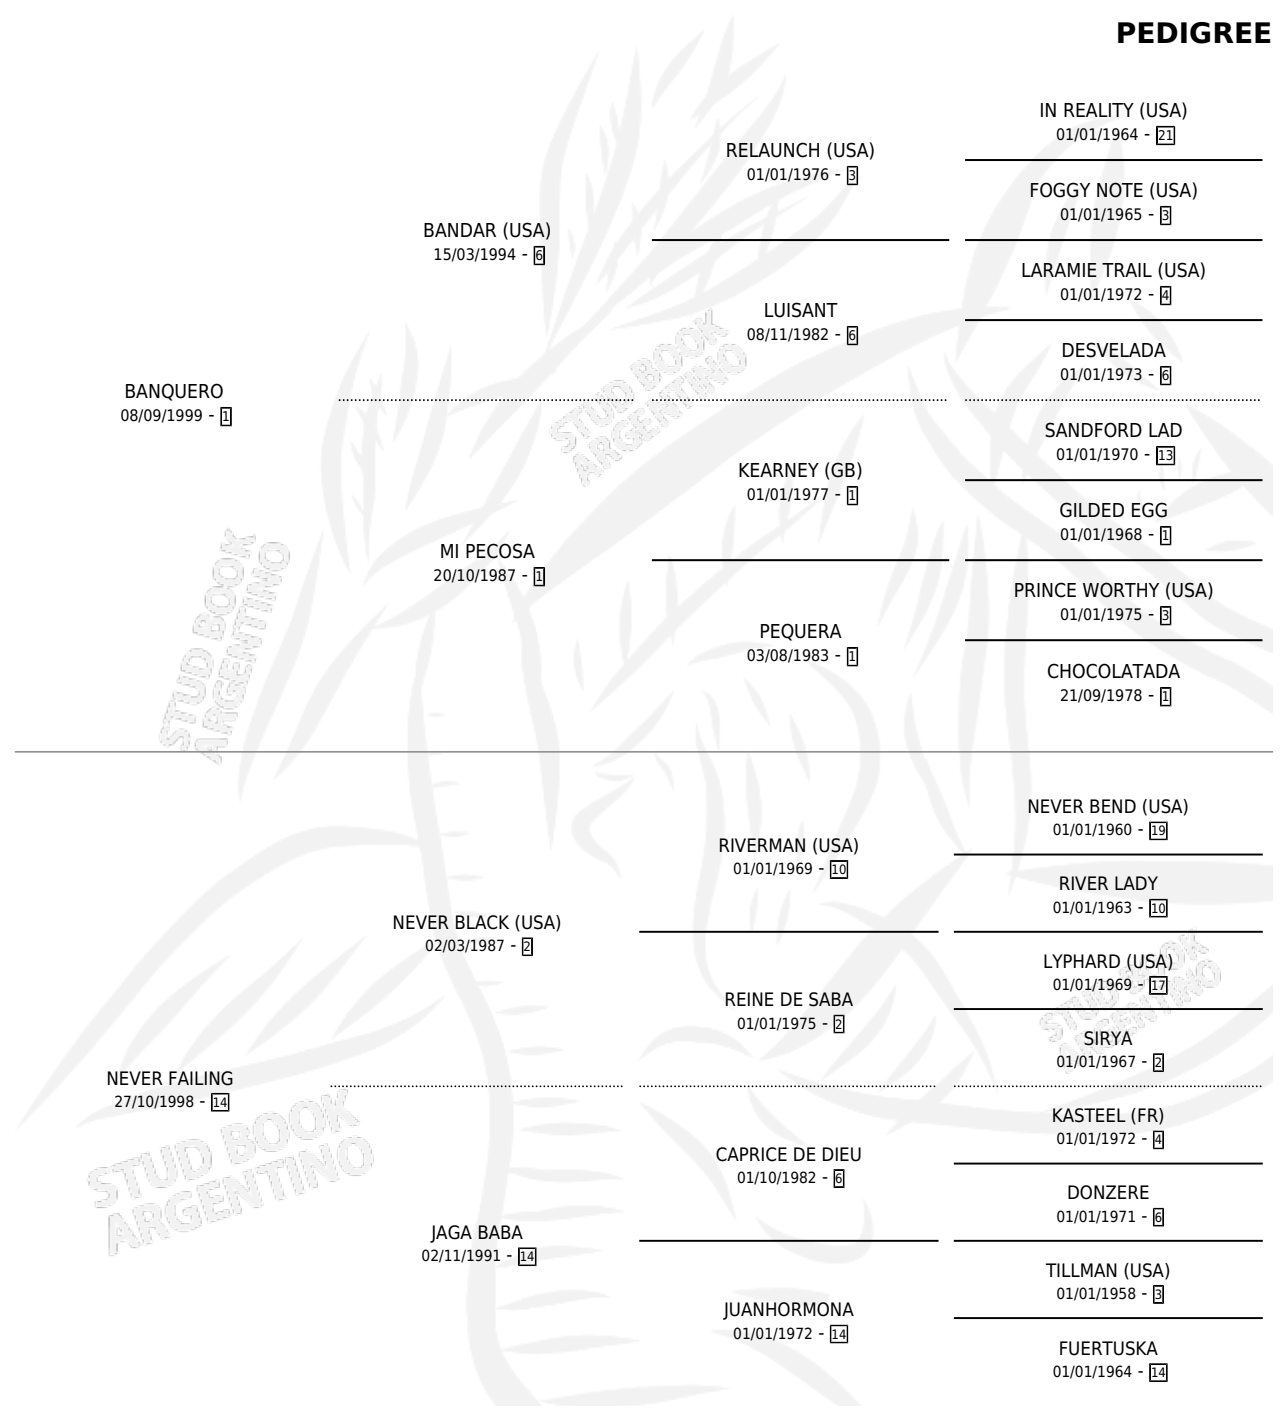 PEDIGREE
IN REALITY (USA)
01/01/1964 - 21
RELAUNCH (USA)
01/01/1976 - 3
FOGGY NOTE (USA)
01/01/1965 - 3
BANDAR (USA)
15/03/1994 - 6
LARAMIE TRAIL (USA)
01/01/1972 - 4
LUISANT
08/11/1982 - 6
DESVELADA
01/01/1973 - 6
BANQUERO
08/09/1999 - 1
SANDFORD LAD
01/01/1970 - 13
KEARNEY (GB)
01/01/1977 - 1
GILDED EGG
01/01/1968 - 1
MI PECOSA
20/10/1987 - 1
PRINCE WORTHY (USA)
01/01/1975 - 3
PEQUERA
03/08/1983 - 1
CHOCOLATADA
21/09/1978 - 1
NEVER BEND (USA)
01/01/1960 - 19
RIVERMAN (USA)
01/01/1969 - 10
RIVER LADY
01/01/1963 - 10
NEVER BLACK (USA)
02/03/1987 - 2
LYPHARD (USA)
01/01/1969 - 17
REINE DE SABA
01/01/1975 - 2
SIRYA
01/01/1967 - 2
NEVER FAILING
27/10/1998 - 14
KASTEEL (FR)
01/01/1972 - 4
CAPRICE DE DIEU
01/10/1982 - 6
DONZERE
01/01/1971 - 6
JAGA BABA
02/11/1991 - 14
TILLMAN (USA)
01/01/1958 - 3
JUANHORMONA
01/01/1972 - 14
FUERTUSKA
01/01/1964 - 14
STUD BOOK
ARGENTINO
STUD BOOK
ARGENTINO
STUD BOOK
ARGENTINO
STUD BOOK
ARGENTINO